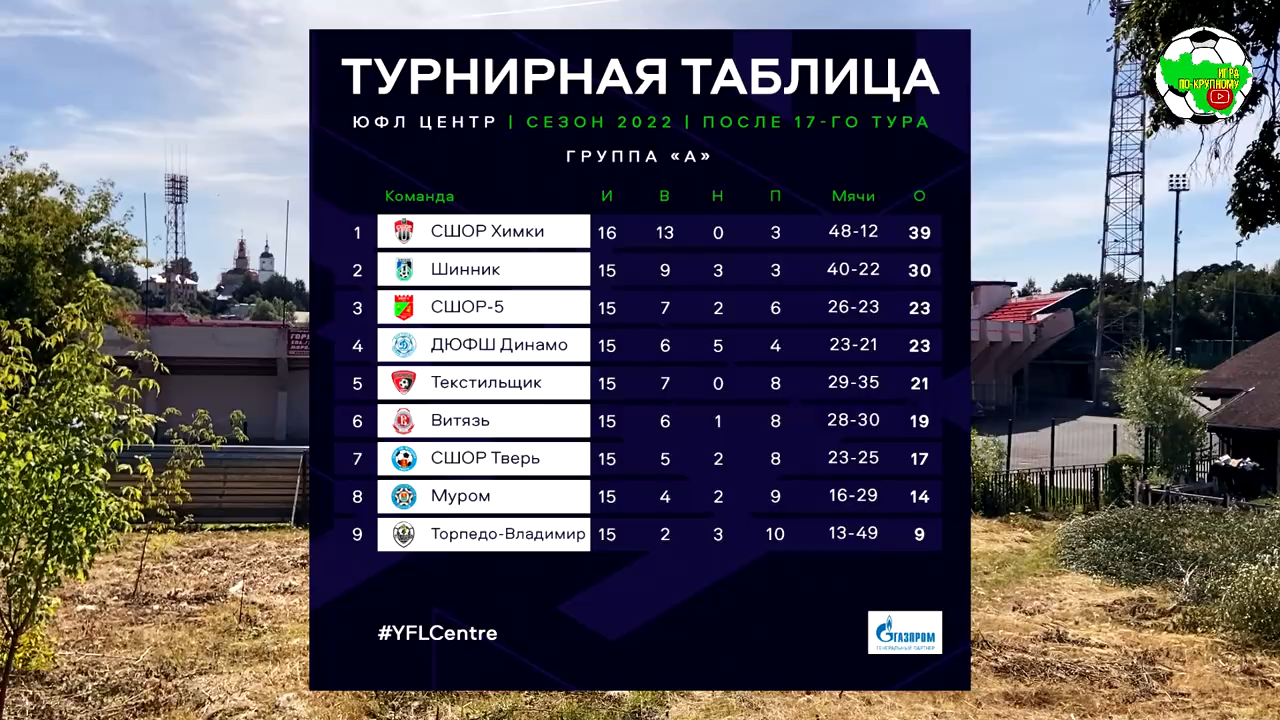 ТУРНИРНАЯ ТАБЛИЦА
ЮФЛ ЦЕНТР | СЕЗОН 2022 | ПОСЛЕ 17-ГО ТУРА
ГРУППА «А»
Команда И В Н П Мячи О
1 СШОР Химки 16 13 0 3 48-12 39
2 Шинник 15 9 3 3 40-22 30
3 СШОР-5 15 7 2 6 26-23 23
4 ДЮФШ Динамо 15 6 5 4 23-21 23
5 Текстильщик 15 7 0 8 29-35 21
6 Витязь 15 6 1 8 28-30 19
7 СШОР Тверь 15 5 2 8 23-25 17
8 Муром 15 4 2 9 16-29 14
9 Торпедо-Владимир 15 2 3 10 13-49 9
#YFLCentre
ГАЗПРОМ
ГЕНЕРАЛЬНЫЙ ПАРТНЕР
ИГРА
ПО-КРУПНОМУ